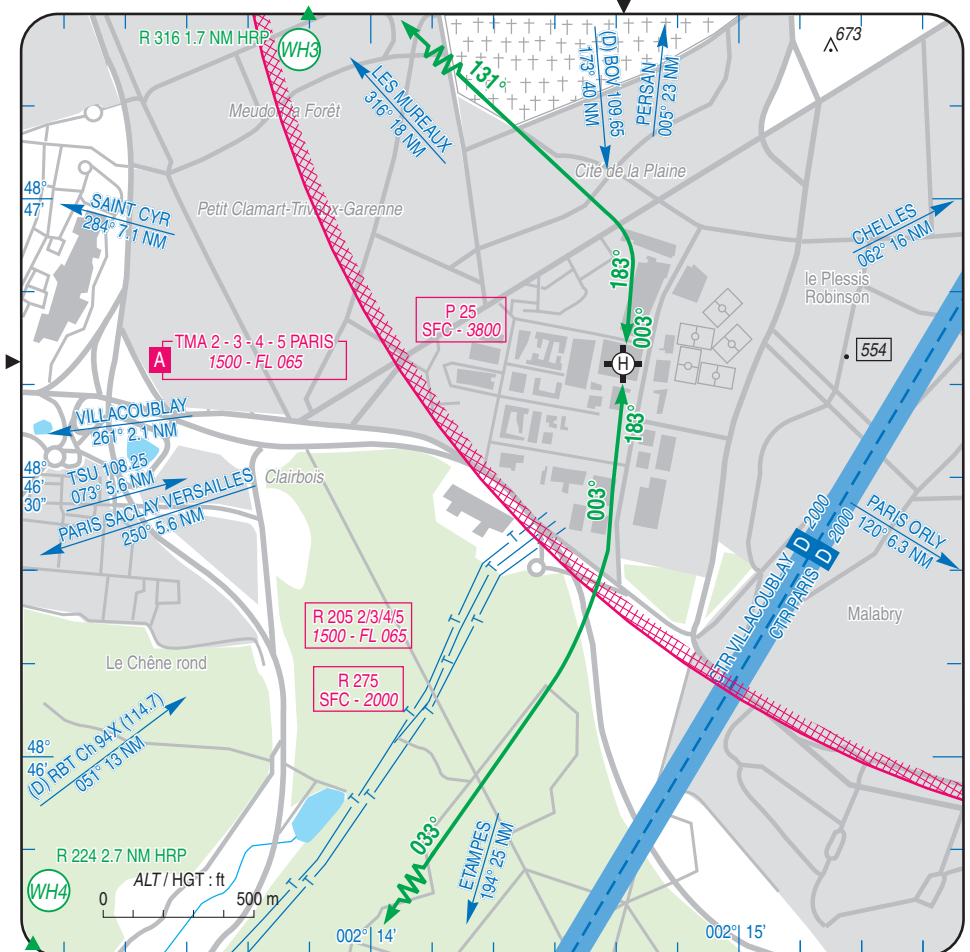 R 316 1.7 NM HRP
WH3
131°
673
LES MUREAUX
316° 18 NM
(D) BOV 109.65
173° 40 NM
PERSAN
005° 23 NM
Meudon la Forêt
Cité de la Plaine
48°
47'
SAINT CYR
284° 7.1 NM
Petit Clamart-Trivaux-Garenne
CHELLES
062° 16 NM
183°
le Plessis
Robinson
P 25
SFC - 3800
003°
A
TMA 2 - 3 - 4 - 5 PARIS
1500 - FL 065
H
554
VILLACOUBLAY
261° 2.1 NM
183°
48°
46'
30"
TSU 108.25
073° 5.6 NM
Clairbois
PARIS SACLAY VERSAILLES
250° 5.6 NM
003°
PARIS ORLY
120° 6.3 NM
D 2000
D 2000
CTR VILLACOUBLAY
CTR PARIS
T
T
R 205 2/3/4/5
1500 - FL 065
Malabry
T
T
Le Chêne rond
R 275
SFC - 2000
T
T
(D) RBT Ch 94X (114.7)
051° 13 NM
48°
46'
T
T
033°
ETAMPES
194° 25 NM
R 224 2.7 NM HRP
WH4
ALT / HGT : ft
0
500 m
T
T
002° 14'
002° 15'